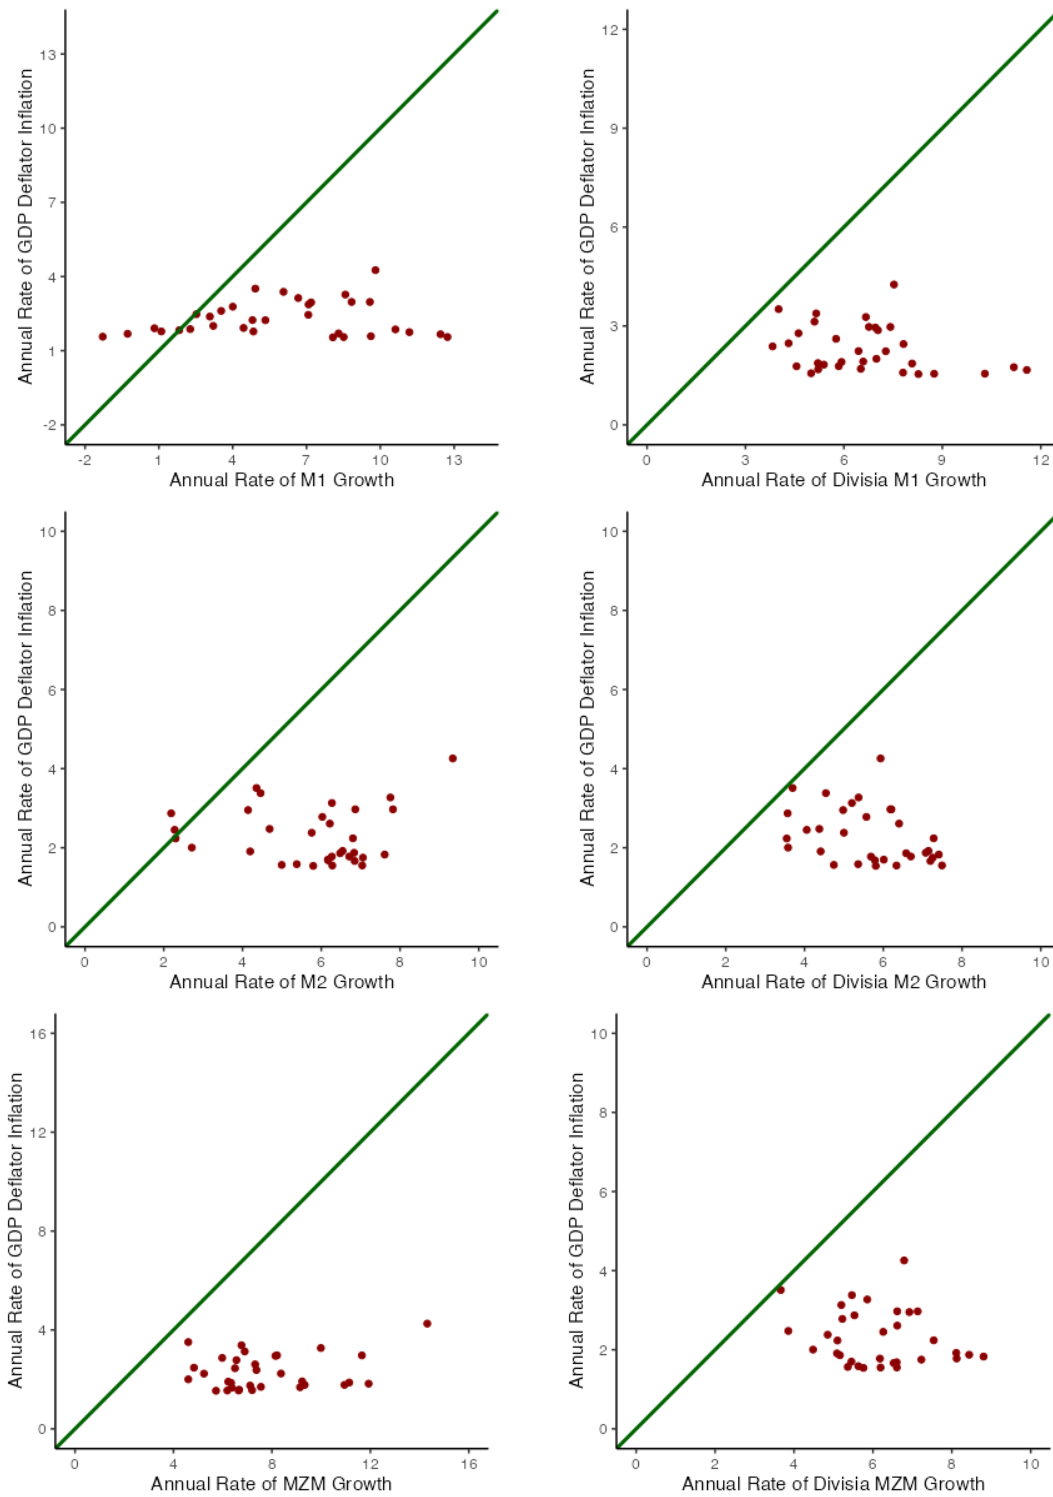 Annual Rate of GDP Deflator Inflation
13
10
7
4
1
-2
-2 1 4 7 10 13
Annual Rate of M1 Growth
Annual Rate of GDP Deflator Inflation
12
9
6
3
0
0 3 6 9 12
Annual Rate of Divisia M1 Growth
Annual Rate of GDP Deflator Inflation
10
8
6
4
2
0
0 2 4 6 8 10
Annual Rate of M2 Growth
Annual Rate of GDP Deflator Inflation
10
8
6
4
2
0
0 2 4 6 8 10
Annual Rate of Divisia M2 Growth
Annual Rate of GDP Deflator Inflation
16
12
8
4
0
0 4 8 12 16
Annual Rate of MZM Growth
Annual Rate of GDP Deflator Inflation
10
8
6
4
2
0
0 2 4 6 8 10
Annual Rate of Divisia MZM Growth